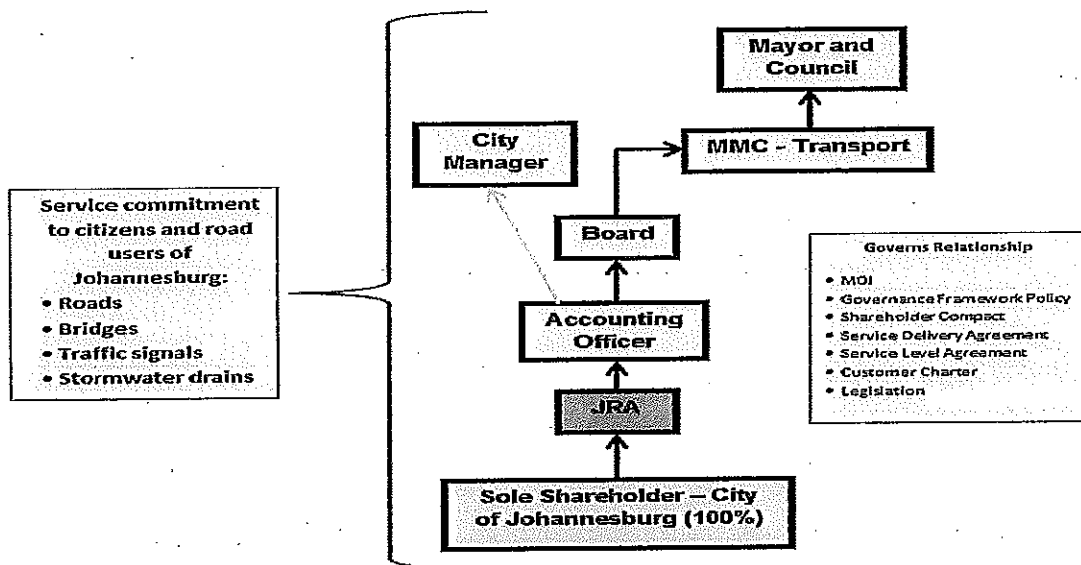 Mayor and
Council
City
Manager
MMC – Transport
Service commitment
to citizens and road
users of
Johannesburg:
• Roads
• Bridges
• Traffic signals
• Stormwater drains
Board
Accounting
Officer
JRA
Sole Shareholder – City
of Johannesburg (100%)
Governs Relationship
• MOI
• Governance Framework Policy
• Shareholder Compact
• Service Delivery Agreement
• Service Level Agreement
• Customer Charter
• Legislation